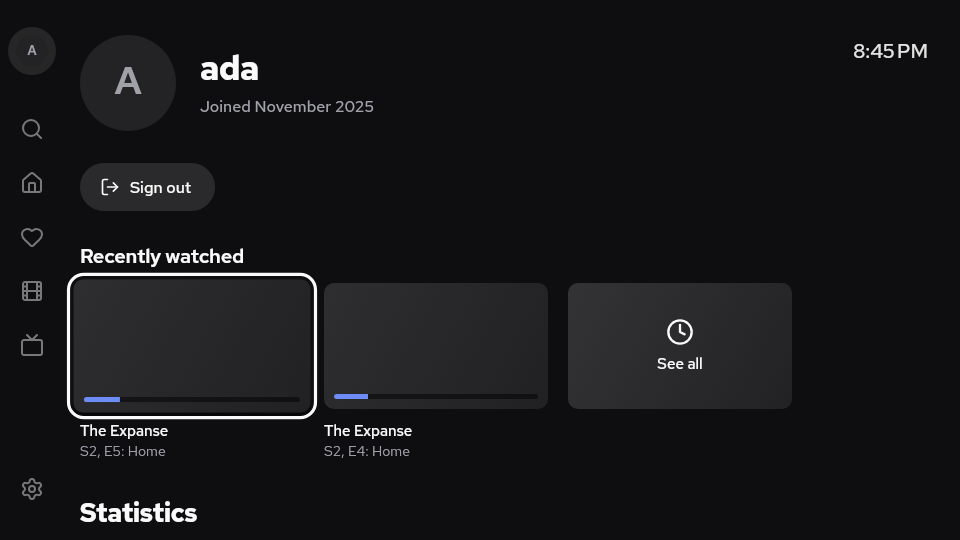 A
A
ada
8:45 PM
Joined November 2025
Sign out
Recently watched
See all
The Expanse
S2, E5: Home
The Expanse
S2, E4: Home
Statistics